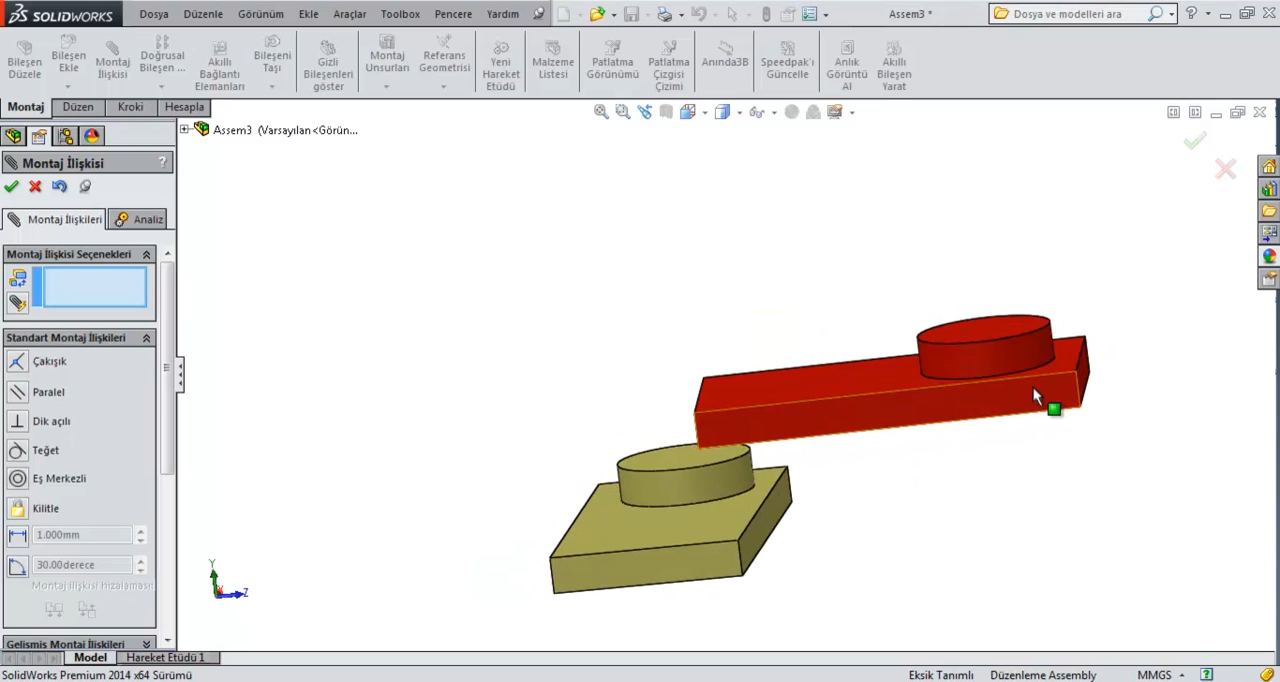 SOLIDWORKS Dosya Düzenle Görünüm Ekle Araçlar Toolbox Pencere Yardım Assem3 * Dosya ve modelleri ara ?
Bileşen Düzele
Bileşen Ekle
Montaj İlişkisi
Doğrusal Bileşen ...
Akıllı Bağlantı Elemanları
Bileşeni Taşı
Gizli Bileşenleri göster
Montaj Unsurları
Referans Geometrisi
Yeni Hareket Etüdü
Malzeme Listesi
Patlatma Görünümü
Patlatma Çizgisi Çizimi
Anında3B
Speedpak'ı Güncelle
Anlık Görüntü Al
Akıllı Bileşen Yarat
Montaj Düzen Kroki Hesapla
Assem3 (Varsayılan<Görün...
Montaj İlişkisi ?
Montaj İlişkileri Analiz
Montaj İlişkisi Seçenekleri
Standart Montaj İlişkileri
Çakışık
Paralel
Dik açılı
Teğet
Eş Merkezli
Kilitle
1.000mm
30.00derece
Montaj İlişkisi Hizalaması:
Gelişmiş Montaj İlişkileri
Y
Z
Model Hareket Etüdü 1
SolidWorks Premium 2014 x64 Sürümü Eksik Tanımlı Düzenleme Assembly MMGS ?